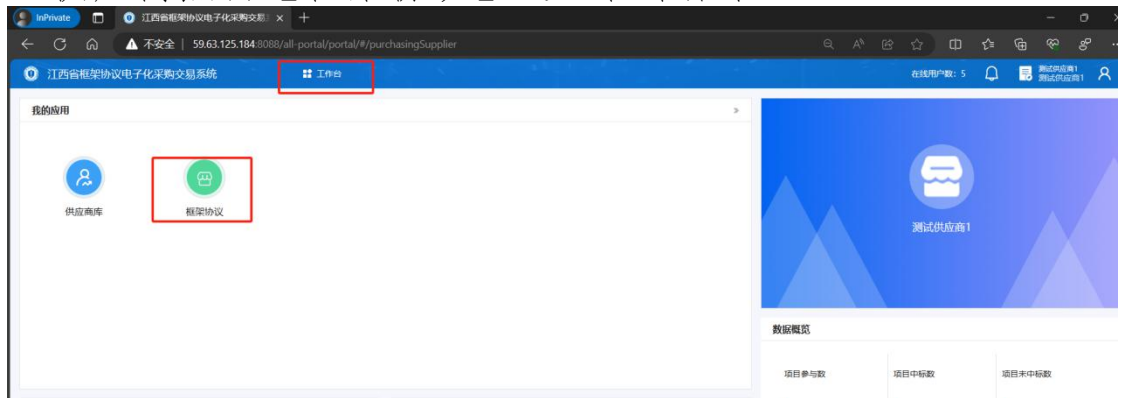 InPrivate
江西省框架协议电子化采购交易
不安全 | 59.63.125.184:8088/all-portal/portal/#/purchasingSupplier
江西省框架协议电子化采购交易系统 工作台 在线用户数: 5 测试供应商1
测试供应商1
我的应用
供应商库 框架协议
测试供应商1
数据概览
项目参与数 项目中标数 项目未中标数